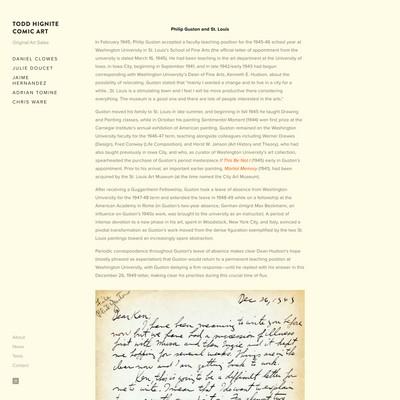 TODD HIGNITE
COMIC ART
Original Art Sales
DANIEL CLOWES
JULIE DOUCET
JAIME
HERNANDEZ
ADRIAN TOMINE
CHRIS WARE
About
News
Texts
Contact
Philip Guston and St. Louis
In February 1945, Philip Guston accepted a faculty teaching position for the 1945-46 school year at
Washington University in St. Louis's School of Fine Arts (the official letter of appointment from the
university is dated March 16, 1945). He had been teaching in the art department at the University of
Iowa, in Iowa City, beginning in September 1941, and in late 1942/early 1943 had begun
corresponding with Washington University's Dean of Fine Arts, Kenneth E. Hudson, about the
possibility of relocating. Guston stated that "mainly I wanted a change and to live in a city for a
while...St. Louis is a stimulating town and I feel I will be more productive there considering
everything. The museum is a good one and there are lots of people interested in the arts."
Guston moved his family to St. Louis in late summer, and beginning in fall 1945 he taught Drawing
and Painting classes, while in October his painting Sentimental Moment (1944) won first prize at the
Carnegie Institute's annual exhibition of American painting. Guston remained on the Washington
University faculty for the 1946-47 term, teaching alongside colleagues including Werner Drewes
(Design), Fred Conway (Life Composition), and Horst W. Janson (Art History and Theory), who had
also taught previously in Iowa City, and who, as curator of Washington University's art collection,
spearheaded the purchase of Guston's period masterpiece If This Be Not I (1945) early in Guston's
appointment. Prior to his arrival, an important earlier painting, Martial Memory (1941), had been
acquired by the St. Louis Art Museum (at the time named the City Art Museum).
After receiving a Guggenheim Fellowship, Guston took a leave of absence from Washington
University for the 1947-48 term and extended the leave in 1948-49 while on a fellowship at the
American Academy in Rome. On Guston's two-year absence, German émigré Max Beckmann, an
influence on Guston's 1940s work, was brought to the university as an instructor. A period of
intense devotion to a new phase in his art, spent in Woodstock, New York City, and Italy, evinced a
pivotal transformation as Guston's work moved from the dense figuration exemplified by the two St.
Louis paintings toward an increasingly spare abstraction.
Periodic correspondence throughout Guston's leave of absence makes clear Dean Hudson's hope
(mostly phrased as expectation) that Guston would return to a permanent teaching position at
Washington University, with Guston delaying a firm response—until he replied with his answer in this
December 26, 1949 letter, making clear his priorities during this crucial time of flux.
Dec 26, 1949
Philip Guston
Dear Ken,
I have been meaning to write you before
now but we have had a procession of illness
first with Musa and then Ingie and it kept
me hopping for several weeks. Things are in the
clear now and I am getting back to work.
Ken, this is going to be a difficult letter for
me to write. I mean that I do want to explain